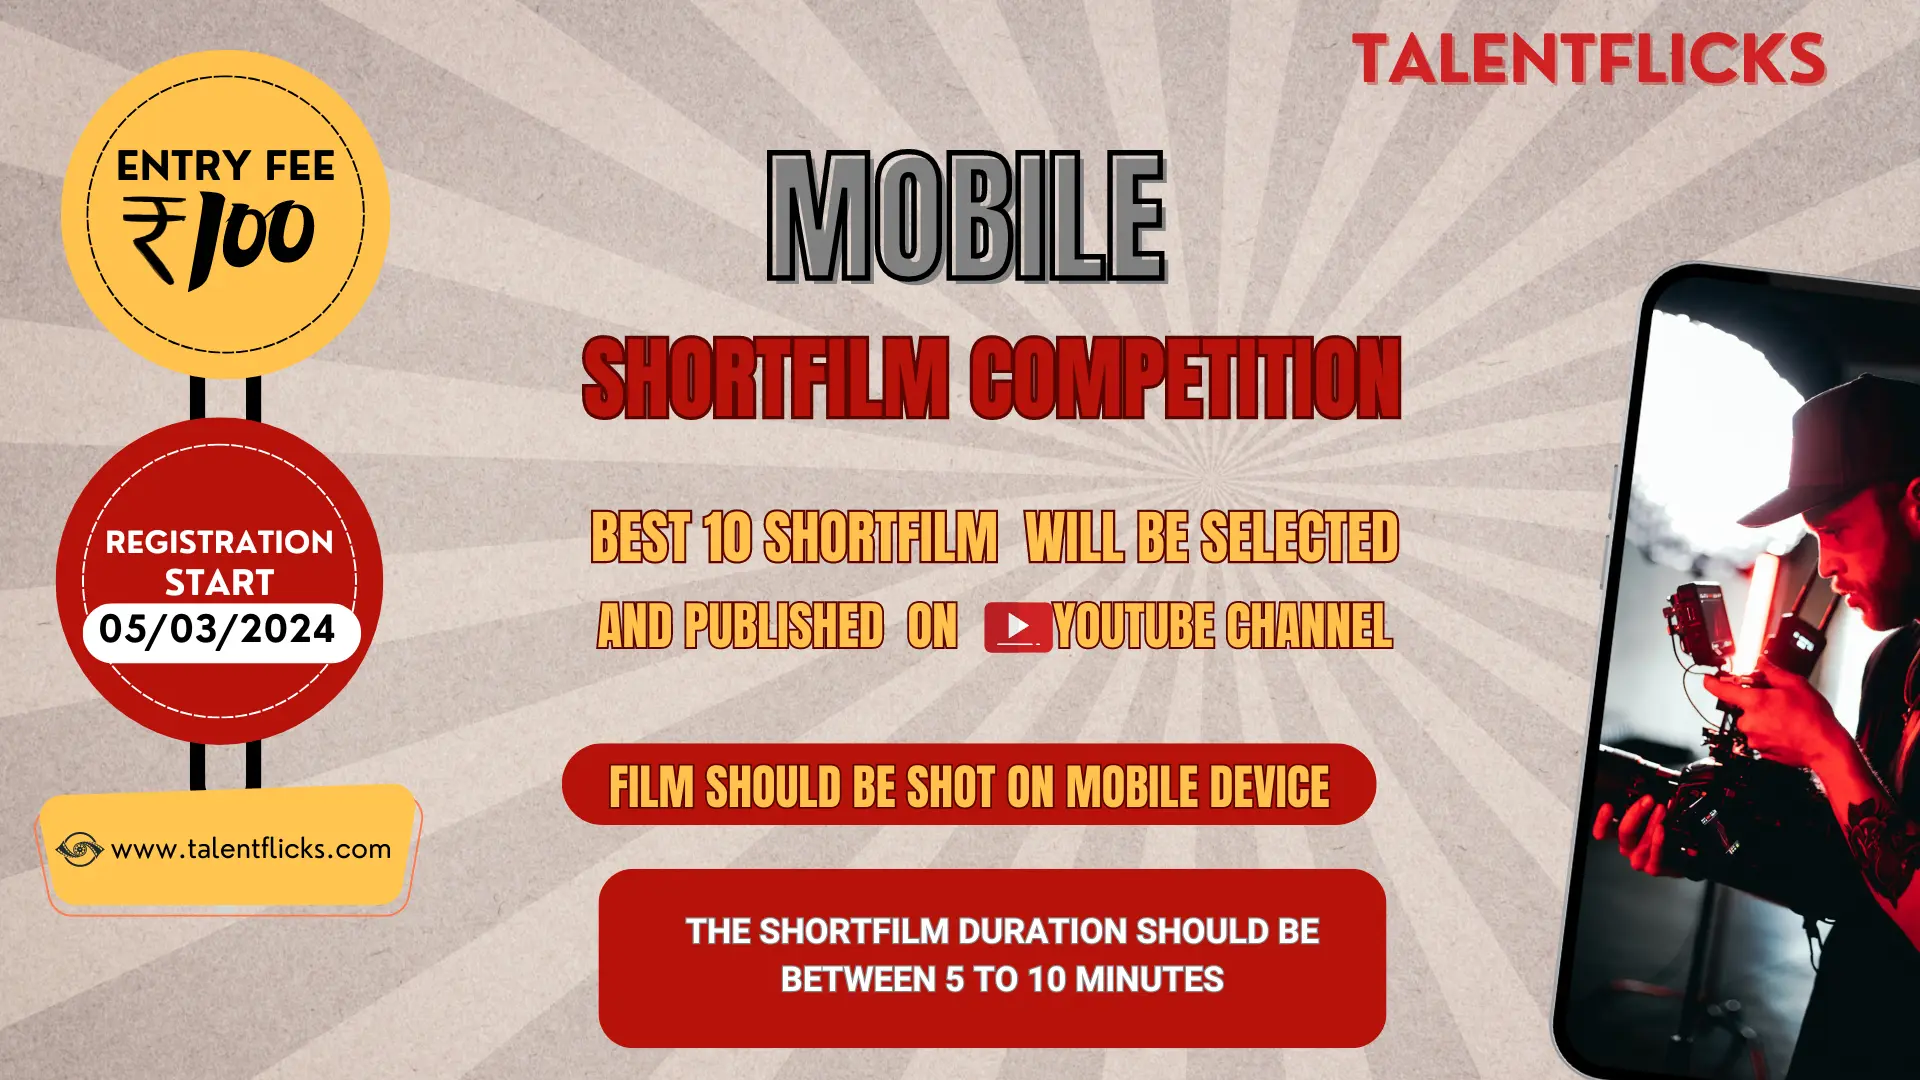 TALENTFLICKS
ENTRY FEE
₹100
REGISTRATION
START
05/03/2024
www.talentflicks.com
MOBILE
SHORTFILM COMPETITION
BEST 10 SHORTFILM WILL BE SELECTED
AND PUBLISHED ON YOUTUBE CHANNEL
FILM SHOULD BE SHOT ON MOBILE DEVICE
THE SHORTFILM DURATION SHOULD BE
BETWEEN 5 TO 10 MINUTES